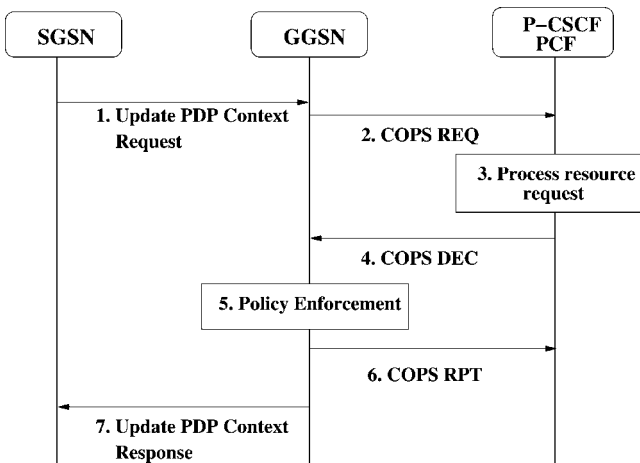 SGSN
GGSN
P-CSCF
PCF
1. Update PDP Context
Request
2. COPS REQ
3. Process resource
request
4. COPS DEC
5. Policy Enforcement
6. COPS RPT
7. Update PDP Context
Response